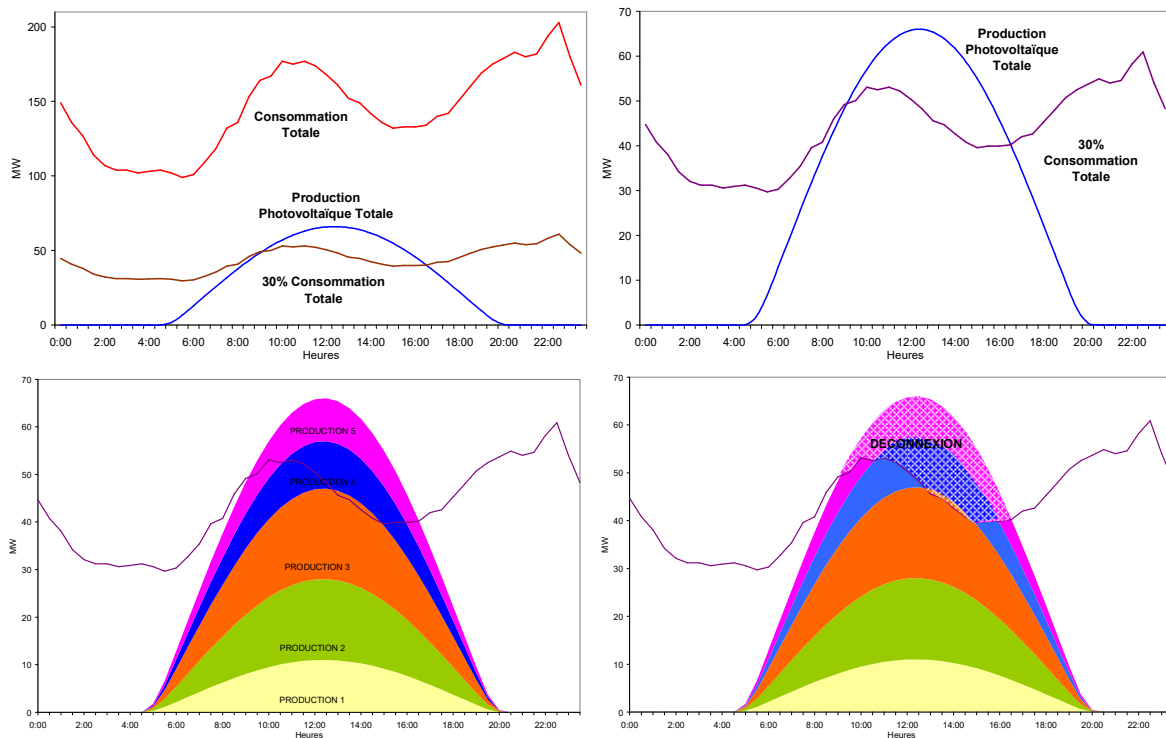 200
150
100
50
0
MW
Consommation
Totale
Production
Photovoltaïque Totale
30% Consommation
Totale
0:00 2:00 4:00 6:00 8:00 10:00 12:00 14:00 16:00 18:00 20:00 22:00
Heures
70
60
50
40
30
20
10
0
MW
Production
Photovoltaïque
Totale
30%
Consommation
Totale
0:00 2:00 4:00 6:00 8:00 10:00 12:00 14:00 16:00 18:00 20:00 22:00
Heures
70
60
50
40
30
20
10
0
MW
PRODUCTION 5
PRODUCTION 4
PRODUCTION 3
PRODUCTION 2
PRODUCTION 1
0:00 2:00 4:00 6:00 8:00 10:00 12:00 14:00 16:00 18:00 20:00 22:00
Heures
70
60
50
40
30
20
10
0
MW
DECONNEXION
0:00 2:00 4:00 6:00 8:00 10:00 12:00 14:00 16:00 18:00 20:00 22:00
Heures